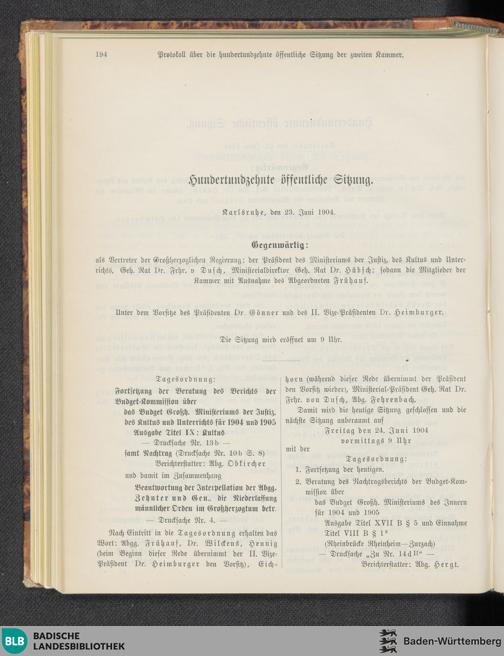 194
Protokoll über die hundertundzehnte öffentliche Sitzung der zweiten Kammer.
Hundertundzehnte öffentliche Sitzung.
Karlsruhe, den 23. Juni 1904.
Gegenwärtig:
als Vertreter der Großherzoglichen Regierung: der Präsident des Ministeriums der Justiz, des Kultus und Unter-
richts, Geh. Rat Dr. Frhr. v Dusch, Ministerialdirektor Geh. Rat Dr. Hübsch; sodann die Mitglieder der
Kammer mit Ausnahme des Abgeordneten Frühauf.
Unter dem Vorsitze des Präsidenten Dr. Gönner und des II. Vize-Präsidenten Dr. Heimburger.
Die Sitzung wird eröffnet um 9 Uhr.
Tagesordnung:
Fortsetzung der Beratung des Berichts der
Budget-Kommission über
das Budget Großh. Ministeriums der Justiz,
des Kultus und Unterrichts für 1904 und 1905
Ausgabe Titel IX: Kultus
— Drucksache Nr. 13b —
samt Nachtrag (Drucksache Nr. 10b S. 8)
Berichterstatter: Abg. Obkircher
und damit im Zusammenhang
Beantwortung der Interpellation der Abgg.
Zehnter und Gen., die Niederlassung
männlicher Orden im Großherzogtum betr.
— Drucksache Nr. 4. —
Nach Eintritt in die Tagesordnung erhalten das
Wort: Abgg. Frühauf, Dr. Wilckens, Hennig
(beim Beginn dieser Rede übernimmt der II. Vize-
Präsident Dr. Heimburger den Vorsitz), Eich-
horn (während dieser Rede übernimmt der Präsident
den Vorsitz wieder), Ministerial-Präsident Geh. Rat Dr.
Frhr. von Dusch, Abg. Fehrenbach.
Damit wird die heutige Sitzung geschlossen und die
nächste Sitzung anberaumt auf
Freitag den 24. Juni 1904
vormittags 9 Uhr
mit der
Tagesordnung:
1. Fortsetzung der heutigen.
2. Beratung des Nachtragsberichts der Budget-Kom-
mission über
das Budget Großh. Ministeriums des Innern
für 1904 und 1905
Ausgabe Titel XVII B § 5 und Einnahme
Titel VIII B § 1ᵃ
(Rheinbrücke Rheinheim—Zurzach)
— Drucksache „Zu Nr. 14dII“ —
Berichterstatter: Abg. Hergt.
BLB
BADISCHE
LANDESBIBLIOTHEK
Baden-Württemberg